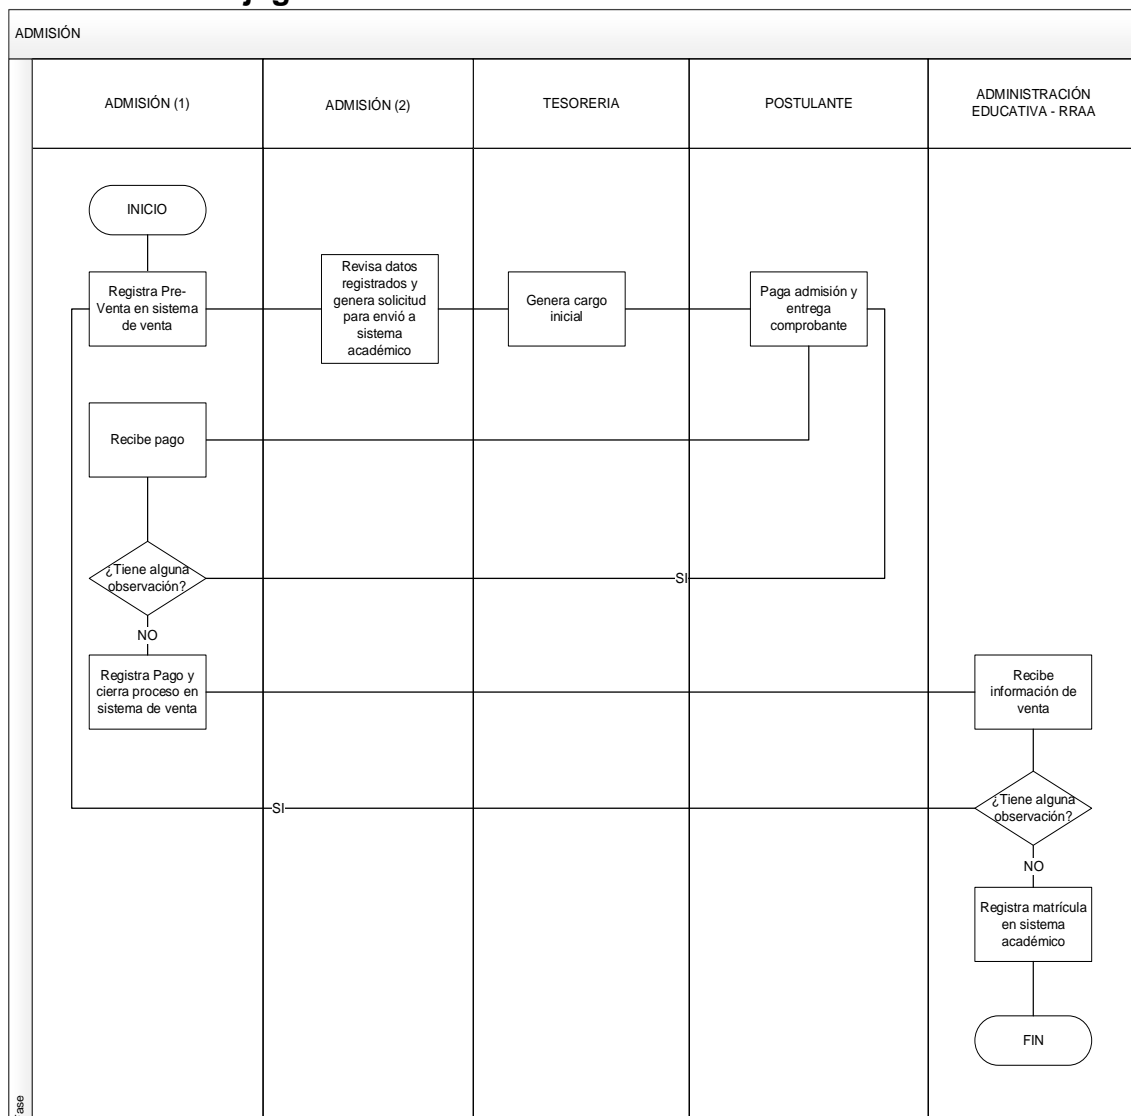 ADMISIÓN
ADMISIÓN (1)
ADMISIÓN (2)
TESORERIA
POSTULANTE
ADMINISTRACIÓN
EDUCATIVA - RRAA
INICIO
Registra Pre-
Venta en sistema
de venta
Revisa datos
registrados y
genera solicitud
para envió a
sistema
académico
Genera cargo
inicial
Paga admisión y
entrega
comprobante
Recibe pago
¿Tiene alguna
observación?
SI
NO
Registra Pago y
cierra proceso en
sistema de venta
Recibe
información de
venta
¿Tiene alguna
observación?
SI
NO
Registra matrícula
en sistema
académico
FIN